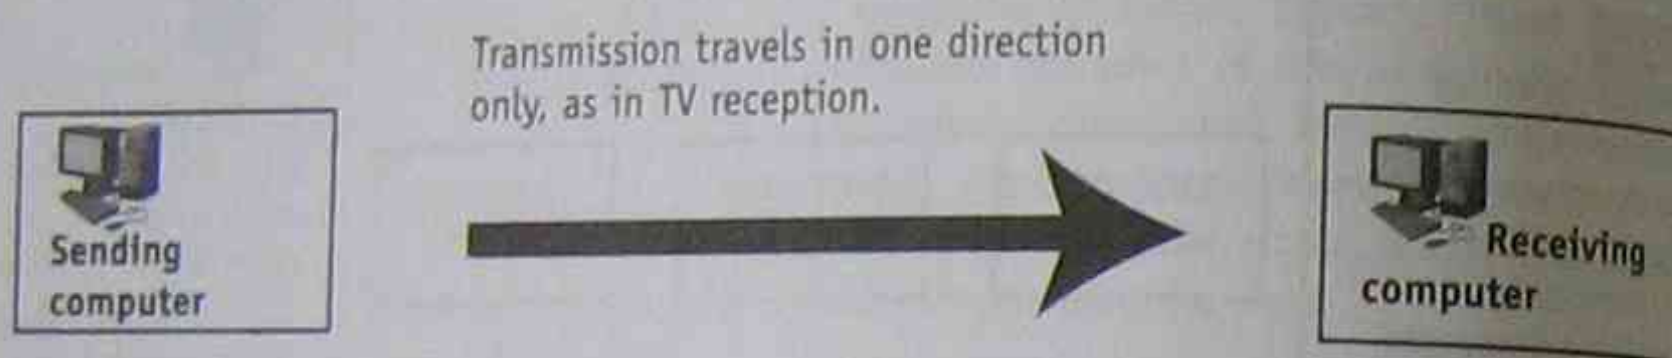 Transmission travels in one direction
only, as in TV reception.
Sending
computer
Receiving
computer